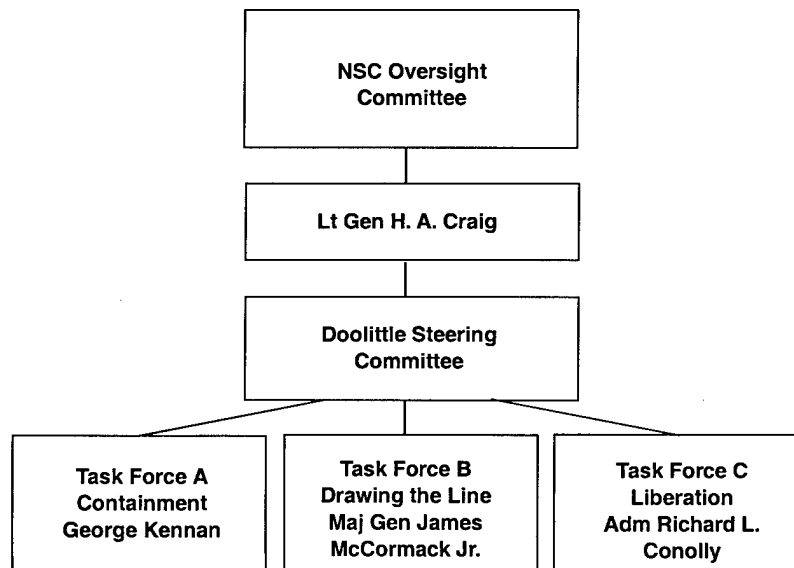 NSC Oversight
Committee
Lt Gen H. A. Craig
Doolittle Steering
Committee
Task Force A
Containment
George Kennan
Task Force B
Drawing the Line
Maj Gen James
McCormack Jr.
Task Force C
Liberation
Adm Richard L.
Conolly